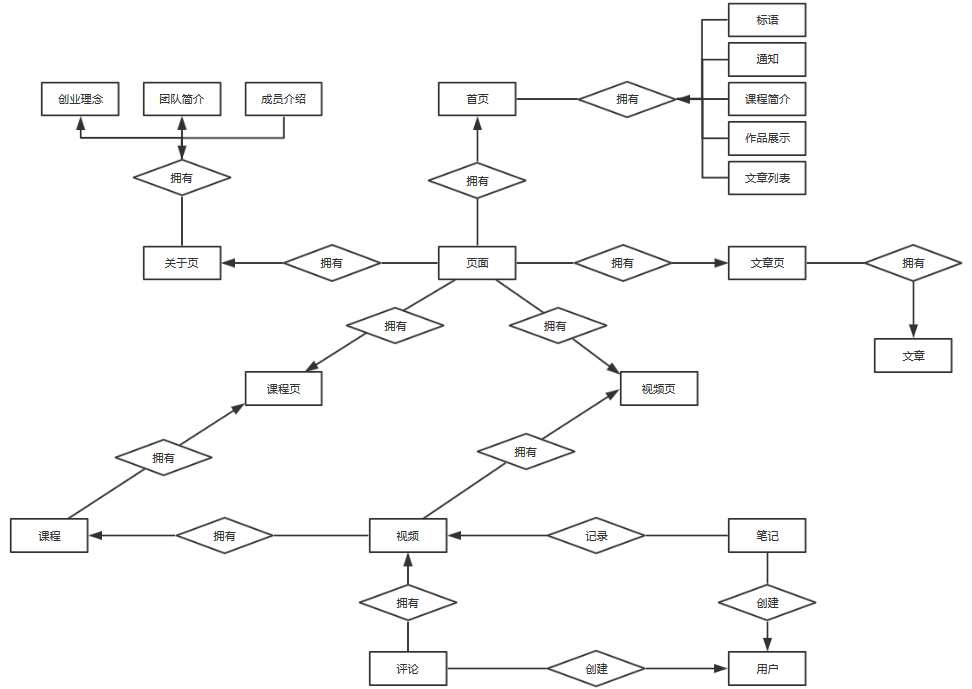 标语
通知
创业理念
团队简介
成员介绍
首页
拥有
课程简介
作品展示
拥有
拥有
文章列表
关于页
拥有
页面
拥有
文章页
拥有
拥有
拥有
文章
课程页
视频页
拥有
拥有
课程
拥有
视频
记录
笔记
拥有
创建
评论
创建
用户